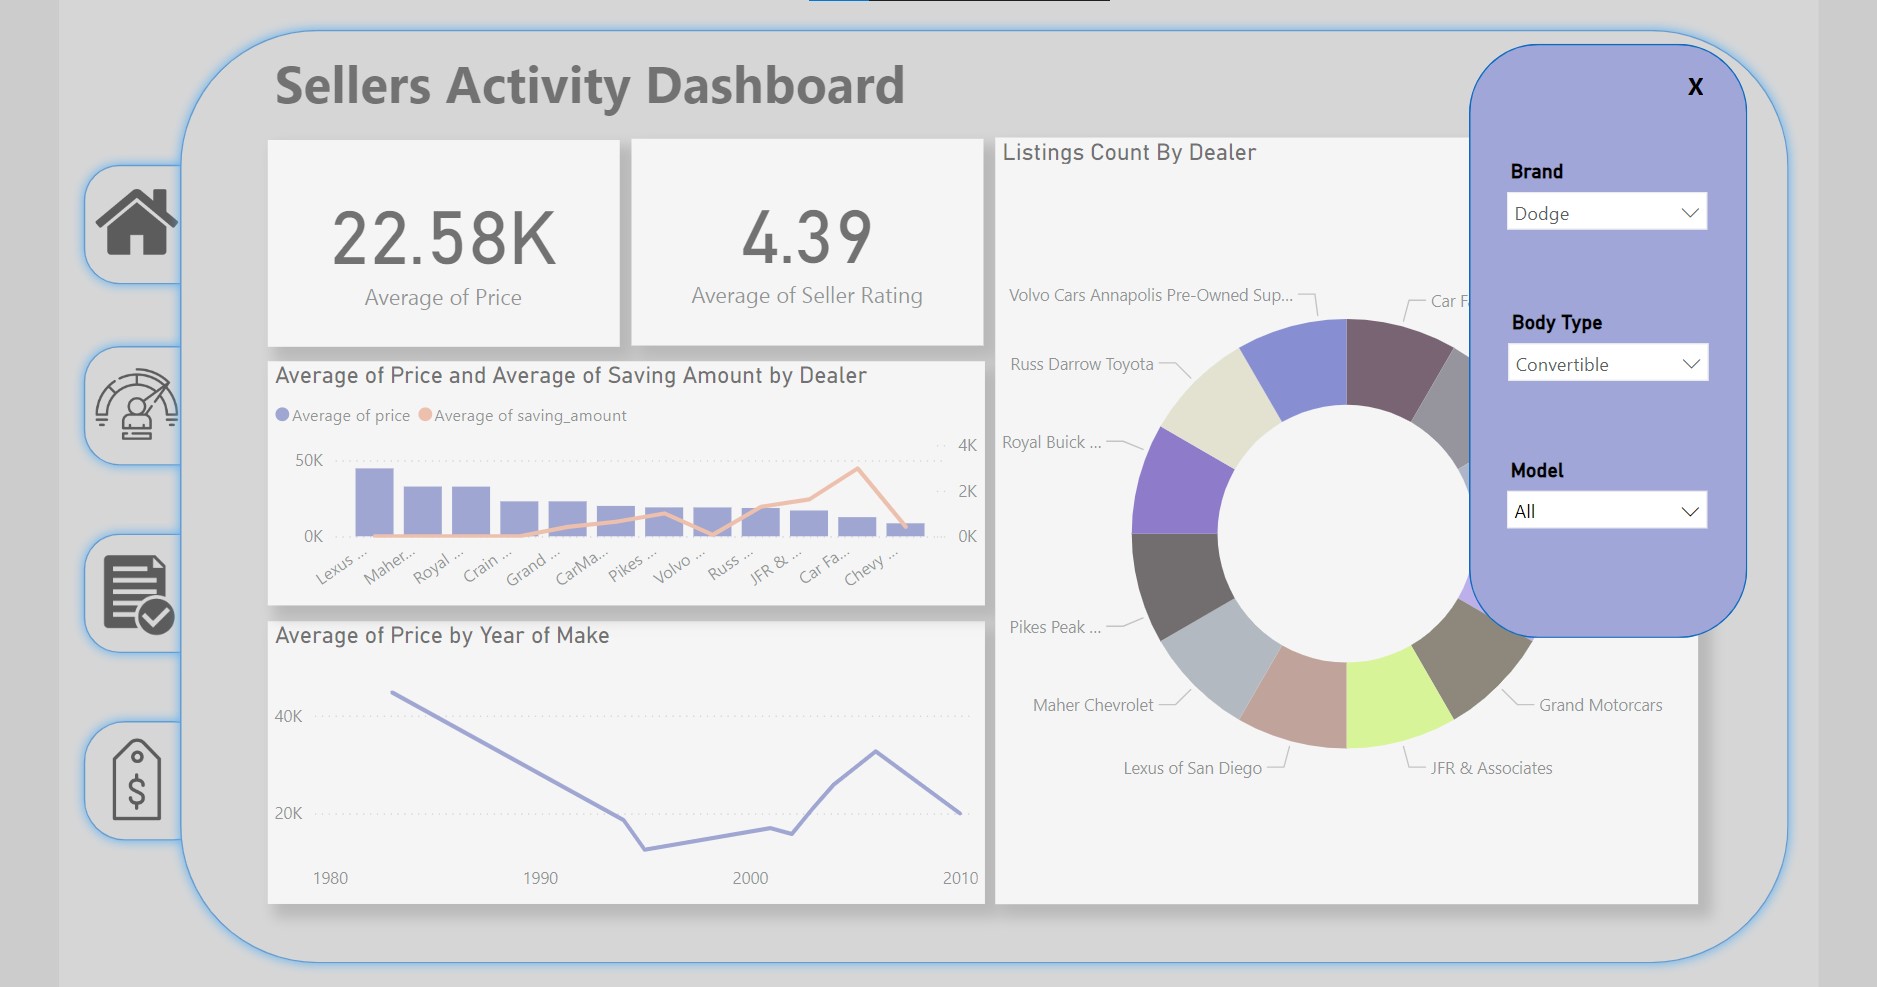 Sellers Activity Dashboard
X
22.58K
Average of Price
4.39
Average of Seller Rating
Average of Price and Average of Saving Amount by Dealer
Average of price Average of saving_amount
50K
0K
4K
2K
0K
Lexus ...
Maher...
Royal ...
Crain ...
Grand ...
CarMa...
Pikes ...
Volvo ...
Russ ...
JFR & ...
Car Fa...
Chevy ...
Average of Price by Year of Make
40K
20K
1980 1990 2000 2010
Listings Count By Dealer
Volvo Cars Annapolis Pre-Owned Sup...
Car F
Russ Darrow Toyota
Royal Buick ...
Pikes Peak ...
Maher Chevrolet
Lexus of San Diego
JFR & Associates
Grand Motorcars
Brand
Dodge
Body Type
Convertible
Model
All
$